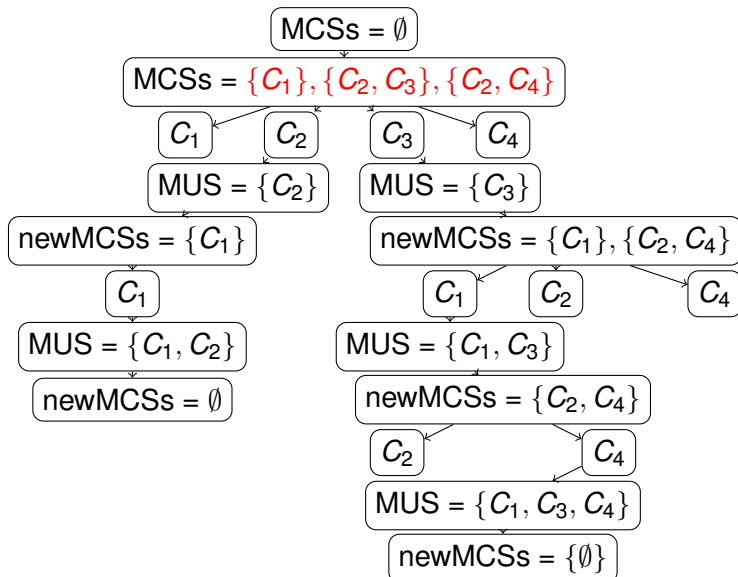 MCSs = ∅
MCSs = {C₁}, {C₂, C₃}, {C₂, C₄}
C₁ C₂ C₃ C₄
MUS = {C₂} MUS = {C₃}
newMCSs = {C₁} newMCSs = {C₁}, {C₂, C₄}
C₁ C₁ C₂ C₄
MUS = {C₁, C₂} MUS = {C₁, C₃}
newMCSs = ∅ newMCSs = {C₂, C₄}
C₂ C₄
MUS = {C₁, C₃, C₄}
newMCSs = {∅}